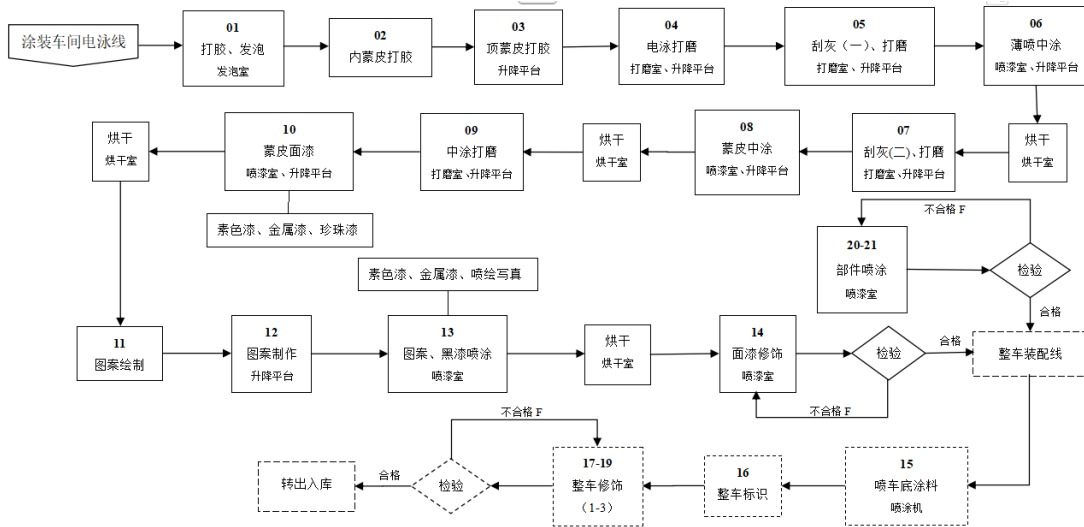 涂装车间电泳线
01
打胶、发泡
发泡室
02
内蒙皮打胶
03
顶蒙皮打胶
升降平台
04
电泳打磨
打磨室、升降平台
05
刮灰（一）、打磨
打磨室、升降平台
06
薄喷中涂
喷漆室、升降平台
烘干
烘干室
07
刮灰(二)、打磨
打磨室、升降平台
08
蒙皮中涂
喷漆室、升降平台
烘干
烘干室
09
中涂打磨
打磨室、升降平台
10
蒙皮面漆
喷漆室、升降平台
素色漆、金属漆、珍珠漆
烘干
烘干室
11
图案绘制
12
图案制作
升降平台
素色漆、金属漆、喷绘写真
13
图案、黑漆喷涂
喷漆室
烘干
烘干室
14
面漆修饰
喷漆室
检验
不合格 F
合格
不合格 F
20-21
部件喷涂
喷漆室
检验
合格
整车装配线
15
喷车底涂料
喷涂机
16
整车标识
17-19
整车修饰
（1-3）
不合格 F
检验
合格
转出入库